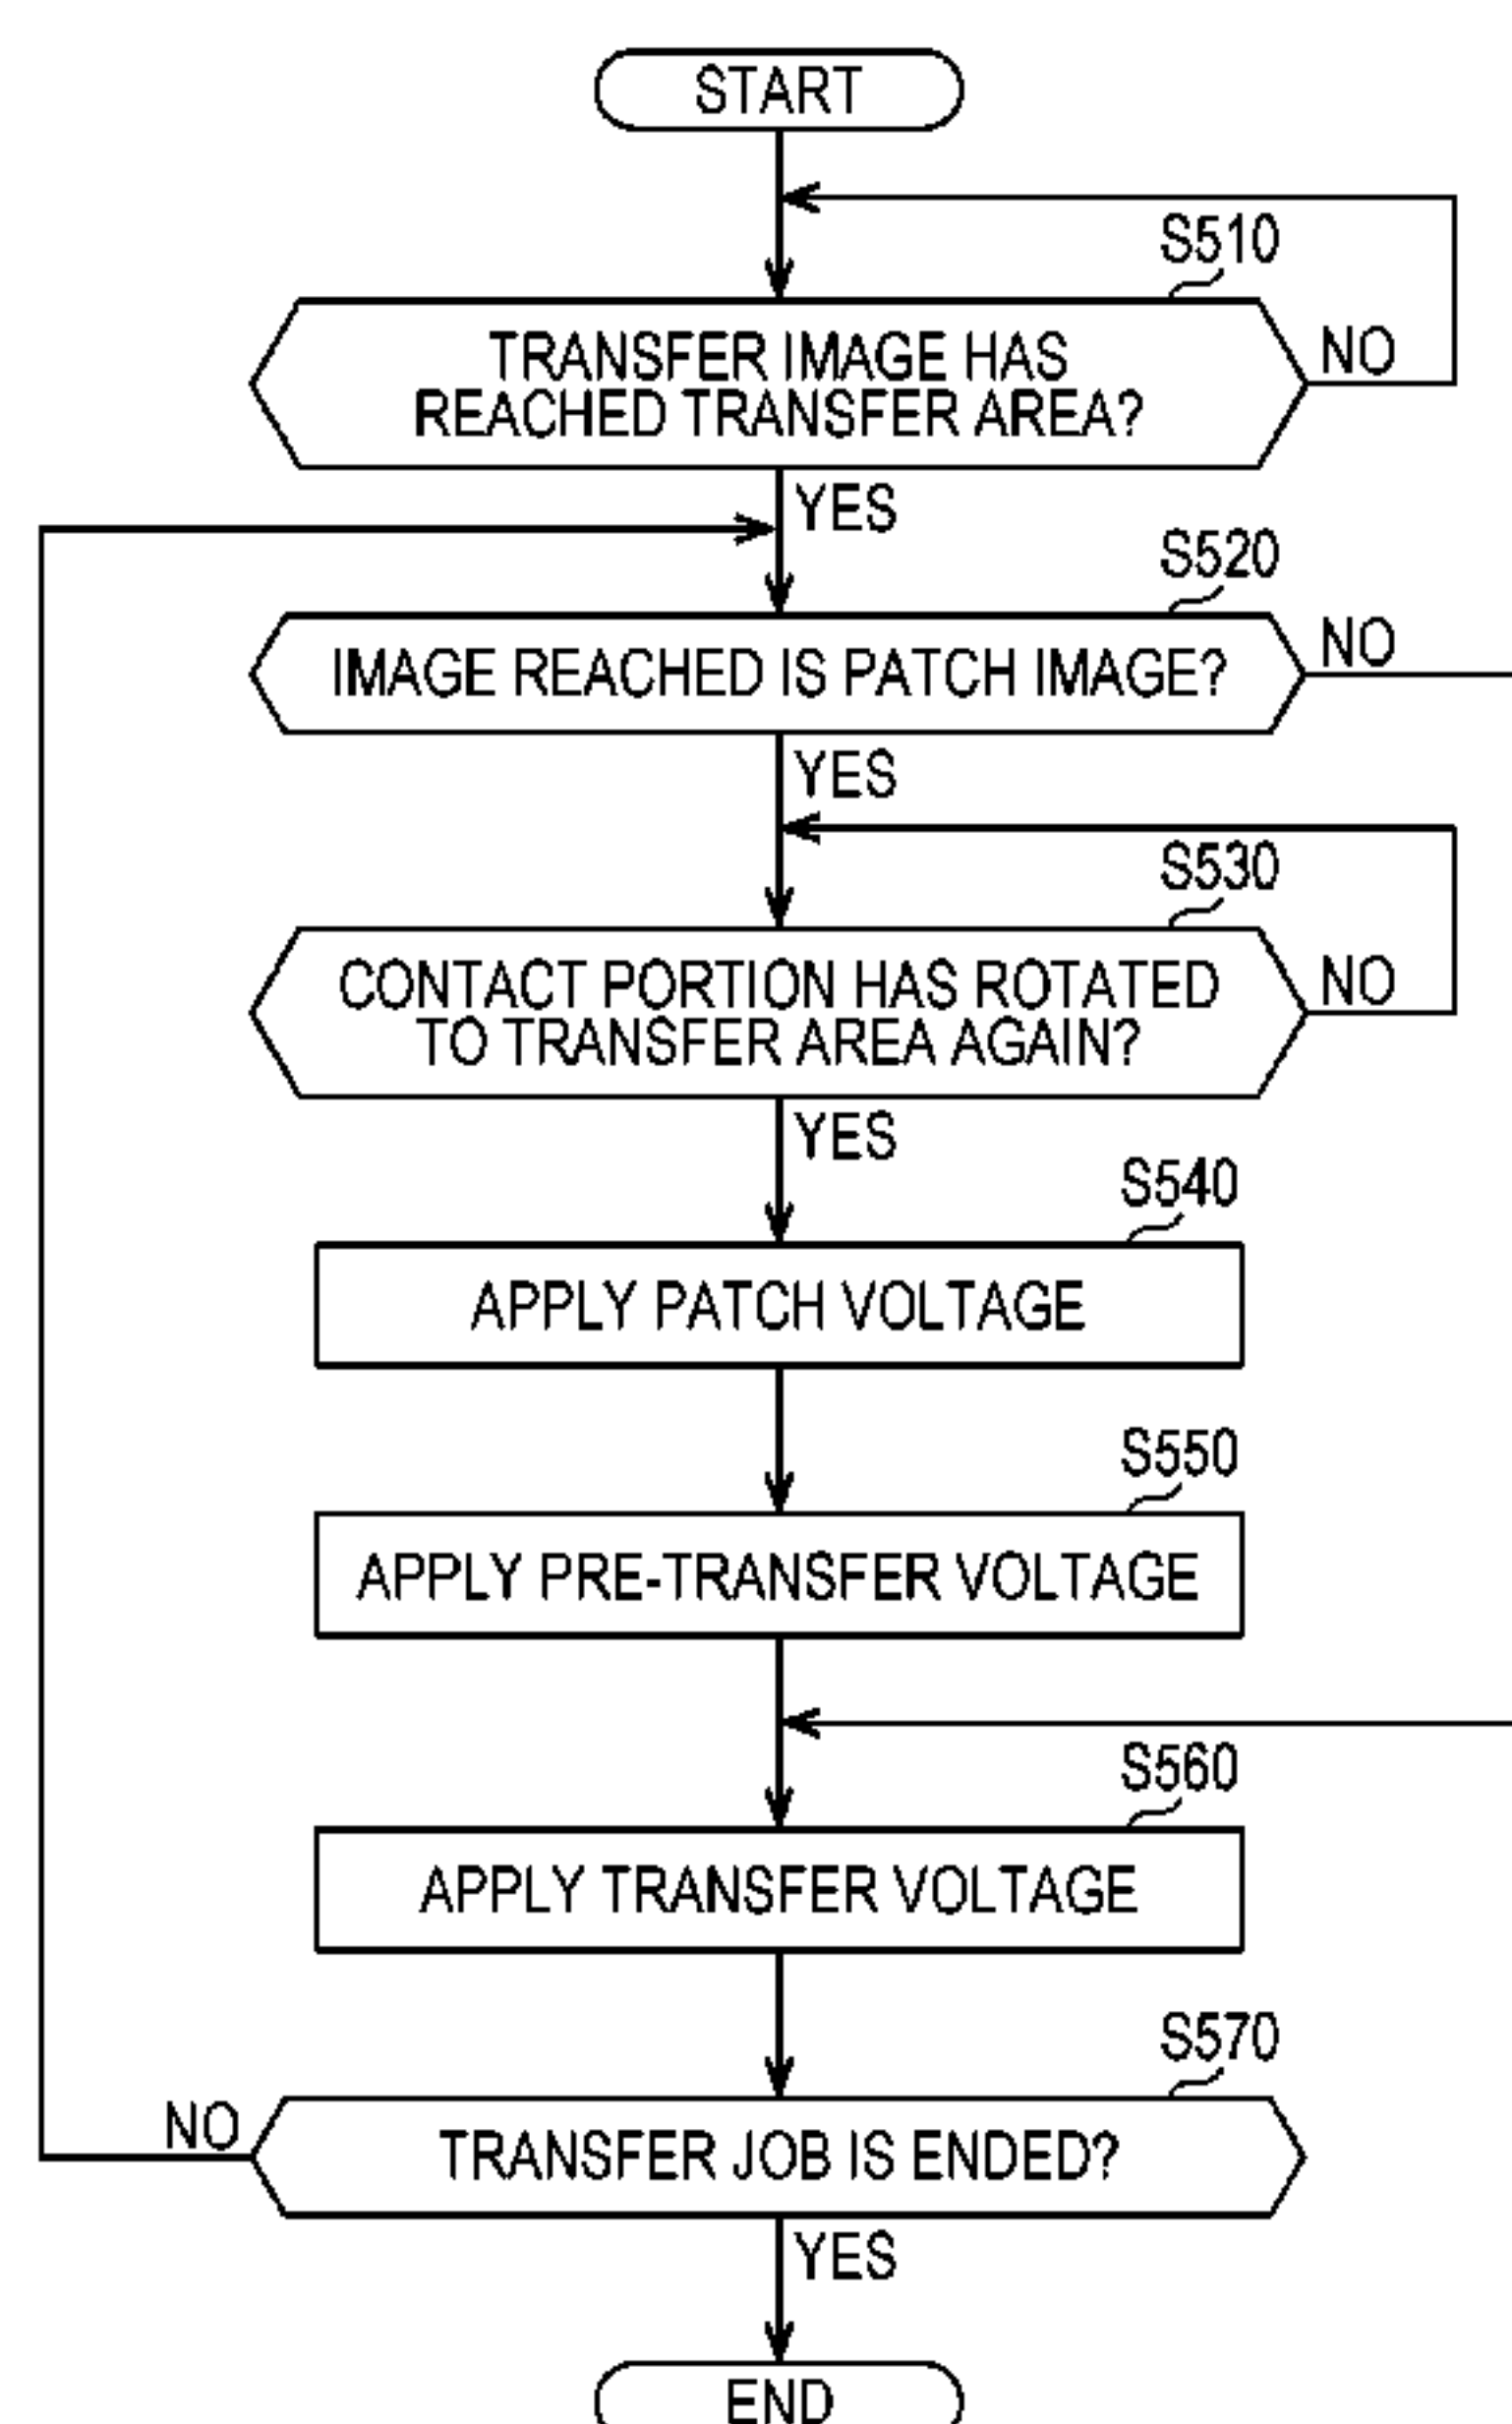 START
S510
TRANSFER IMAGE HAS
REACHED TRANSFER AREA?
NO
YES
S520
IMAGE REACHED IS PATCH IMAGE?
NO
YES
S530
CONTACT PORTION HAS ROTATED
TO TRANSFER AREA AGAIN?
NO
YES
S540
APPLY PATCH VOLTAGE
S550
APPLY PRE-TRANSFER VOLTAGE
S560
APPLY TRANSFER VOLTAGE
S570
NO
TRANSFER JOB IS ENDED?
YES
END